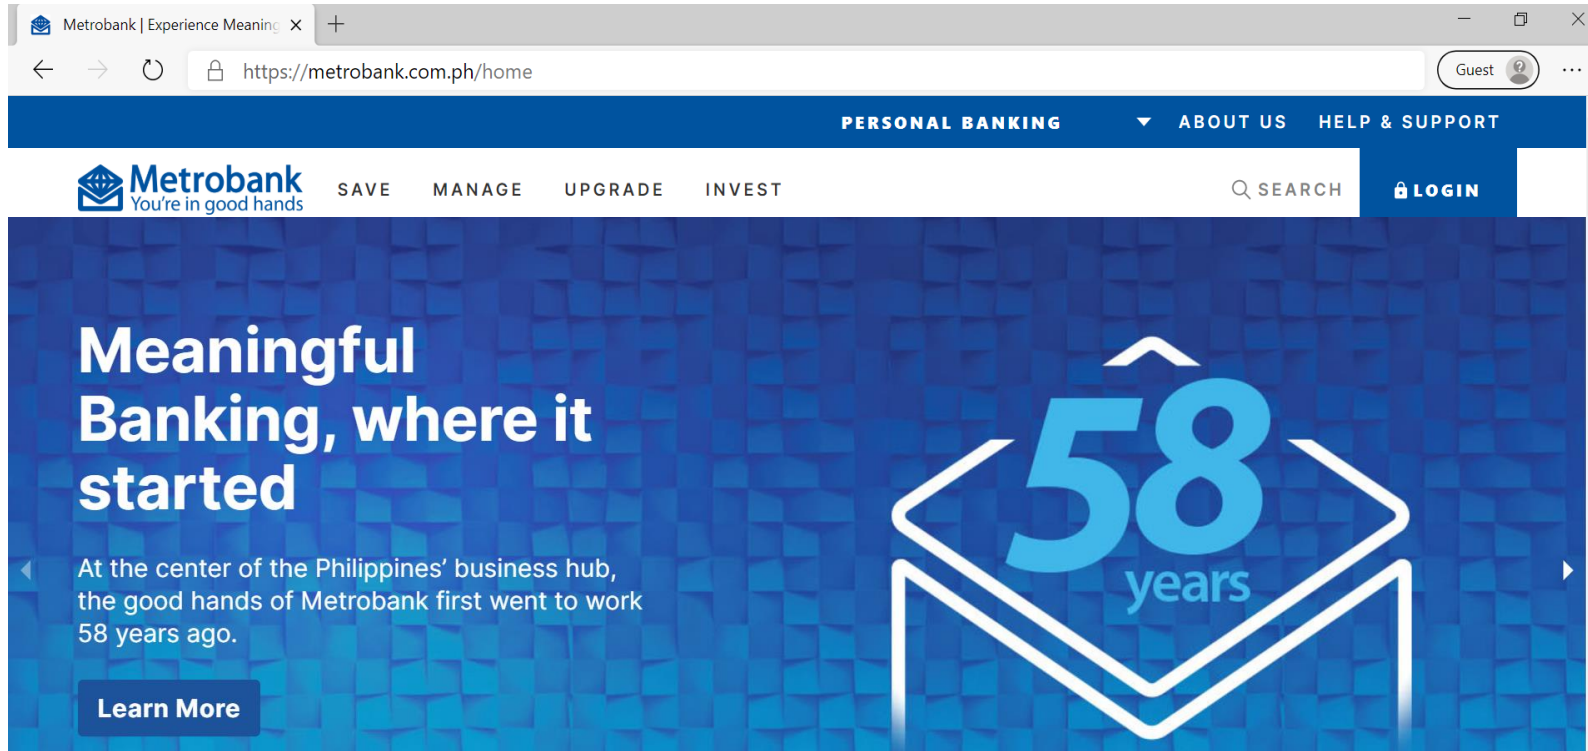 Metrobank | Experience Meaning
https://metrobank.com.ph/home
Guest
PERSONAL BANKING ABOUT US HELP & SUPPORT
Metrobank
You're in good hands
SAVE MANAGE UPGRADE INVEST
SEARCH
LOGIN
Meaningful
Banking, where it
started
At the center of the Philippines’ business hub,
the good hands of Metrobank first went to work
58 years ago.
Learn More
58
years